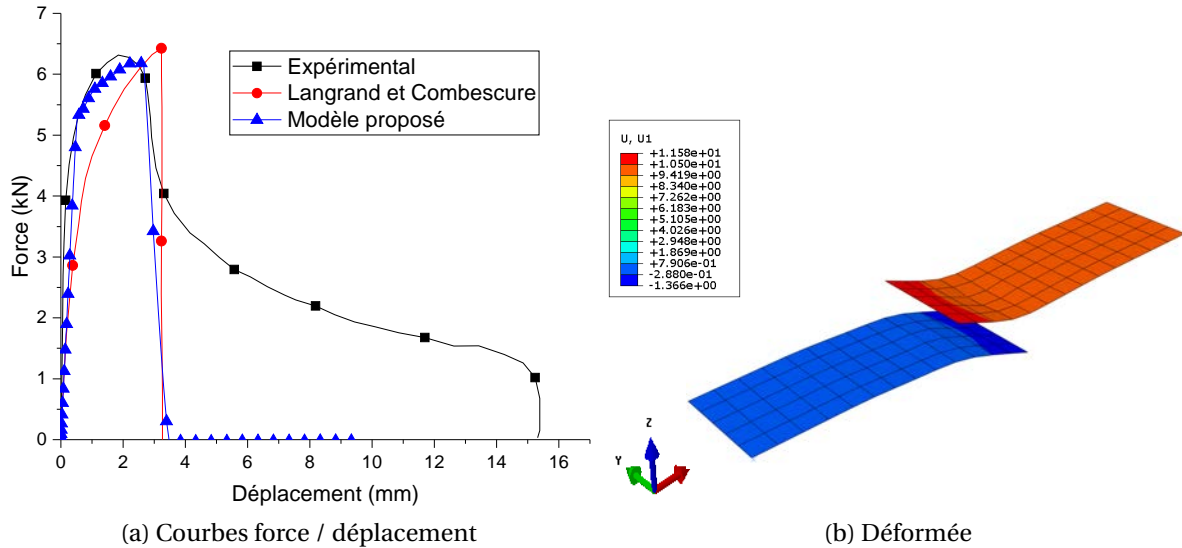 7
6
5
4
3
2
1
0
Force (kN)
Expérimental
Langrand et Combescure
Modèle proposé
0 2 4 6 8 10 12 14 16
Déplacement (mm)
(a) Courbes force / déplacement
U, U1
+1.158e+01
+1.050e+01
+9.419e+00
+8.340e+00
+7.262e+00
+6.183e+00
+5.105e+00
+4.026e+00
+2.948e+00
+1.869e+00
+7.906e-01
-2.880e-01
-1.366e+00
Z
Y
(b) Déformée